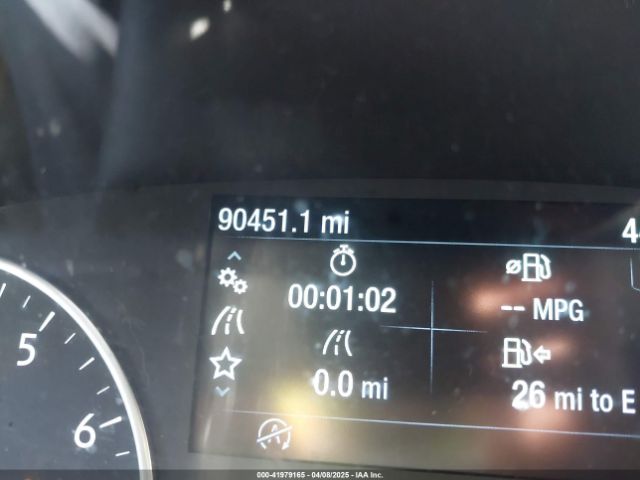 90451.1 mi
44
00:01:02
-- MPG
0.0 mi
26 mi to E
5
6
000-41979165 - 04/08/2025 - IAA Inc.